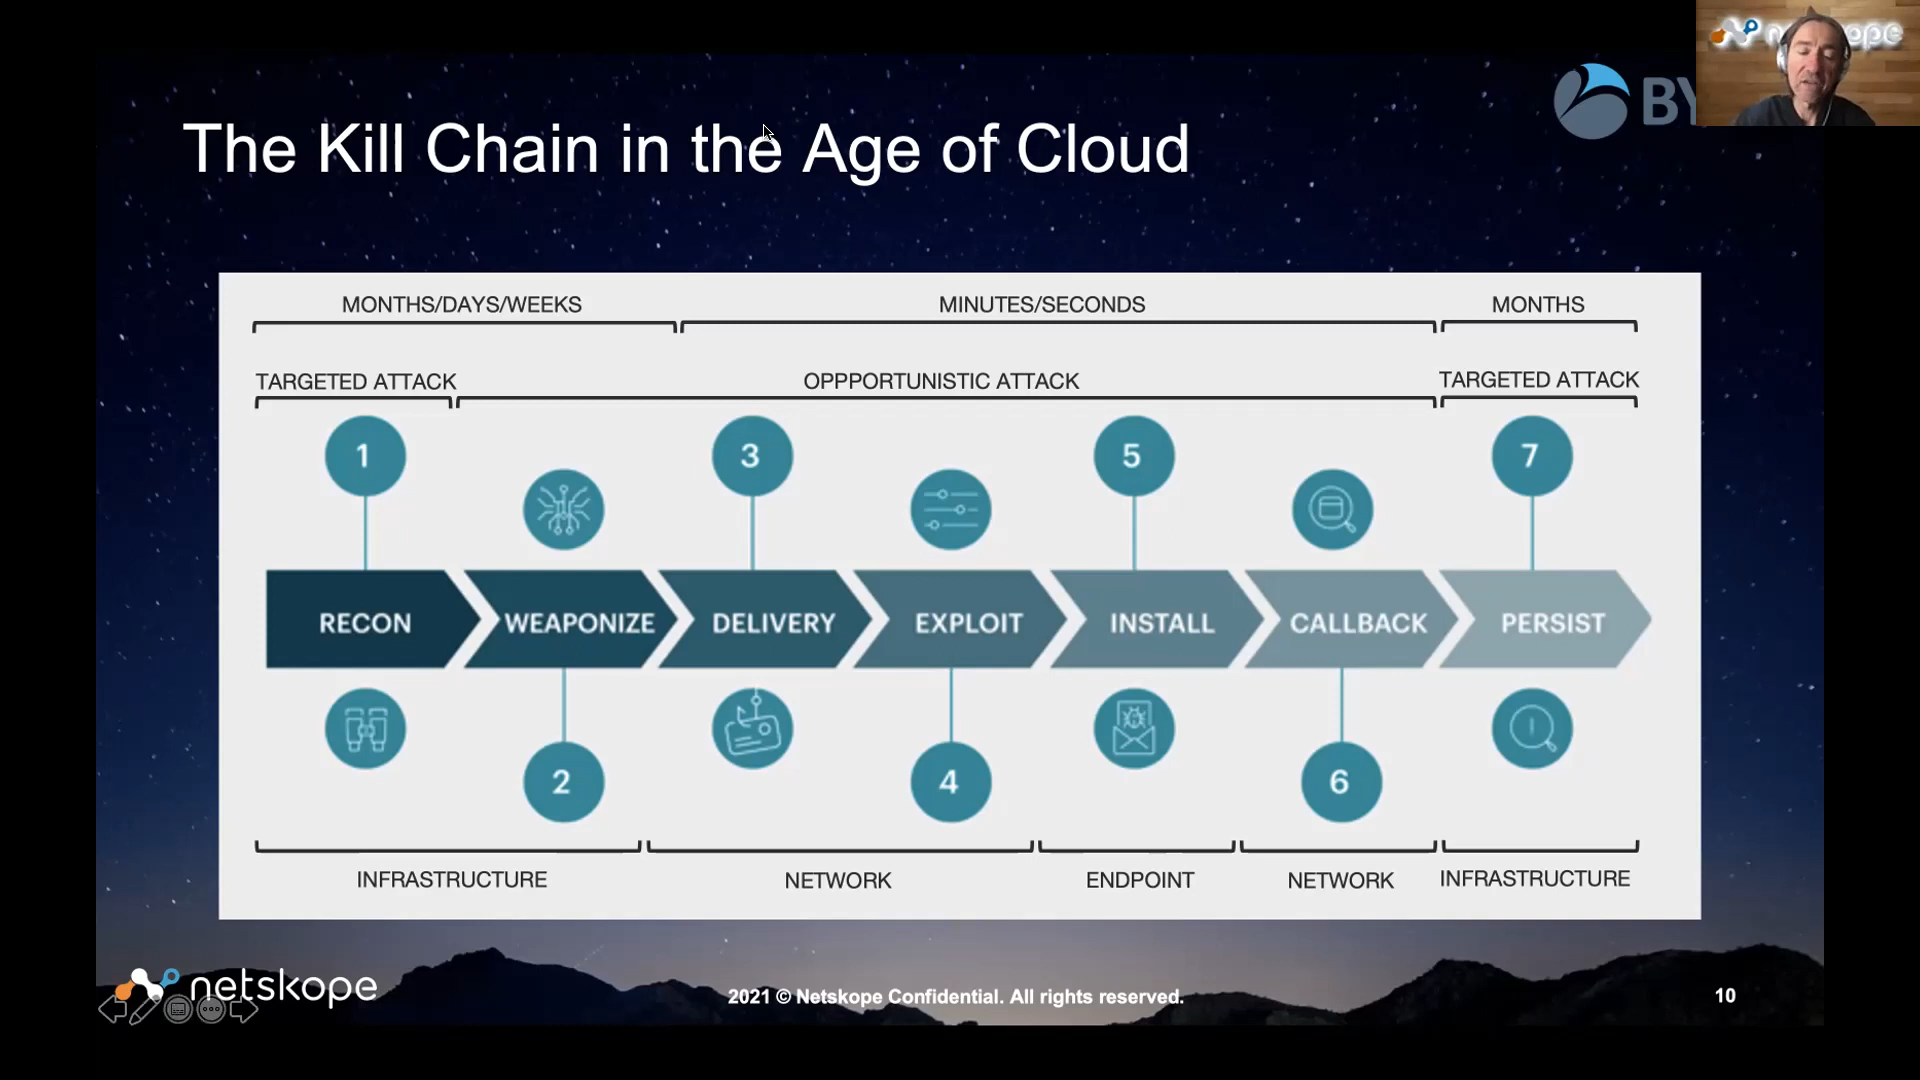 BY
The Kill Chain in the Age of Cloud
MONTHS/DAYS/WEEKS
MINUTES/SECONDS
MONTHS
TARGETED ATTACK
OPPPORTUNISTIC ATTACK
TARGETED ATTACK
1
3
5
7
RECON
WEAPONIZE
DELIVERY
EXPLOIT
INSTALL
CALLBACK
PERSIST
2
4
6
INFRASTRUCTURE
NETWORK
ENDPOINT
NETWORK
INFRASTRUCTURE
netskope
2021 © Netskope Confidential. All rights reserved.
10